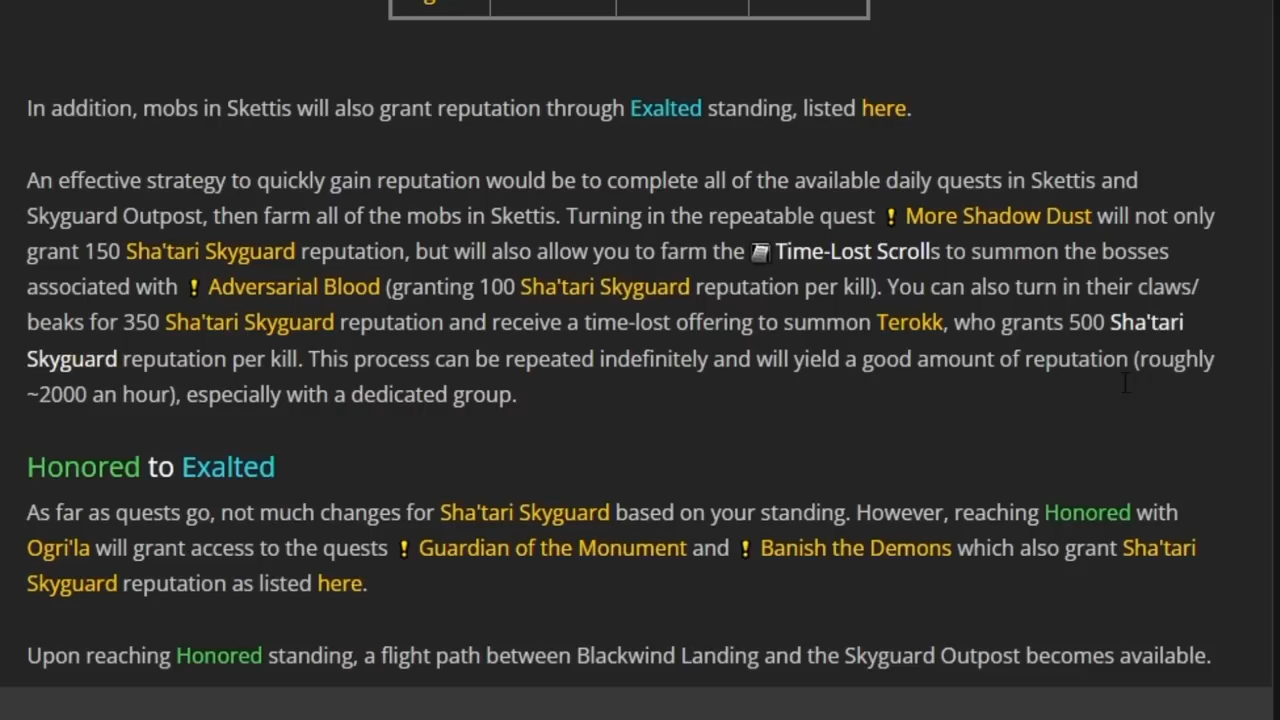 In addition, mobs in Skettis will also grant reputation through Exalted standing, listed here.
An effective strategy to quickly gain reputation would be to complete all of the available daily quests in Skettis and
Skyguard Outpost, then farm all of the mobs in Skettis. Turning in the repeatable quest ! More Shadow Dust will not only
grant 150 Sha'tari Skyguard reputation, but will also allow you to farm the Time-Lost Scrolls to summon the bosses
associated with ! Adversarial Blood (granting 100 Sha'tari Skyguard reputation per kill). You can also turn in their claws/
beaks for 350 Sha'tari Skyguard reputation and receive a time-lost offering to summon Terokk, who grants 500 Sha'tari
Skyguard reputation per kill. This process can be repeated indefinitely and will yield a good amount of reputation (roughly
~2000 an hour), especially with a dedicated group.
Honored to Exalted
As far as quests go, not much changes for Sha'tari Skyguard based on your standing. However, reaching Honored with
Ogri'la will grant access to the quests ! Guardian of the Monument and ! Banish the Demons which also grant Sha'tari
Skyguard reputation as listed here.
Upon reaching Honored standing, a flight path between Blackwind Landing and the Skyguard Outpost becomes available.